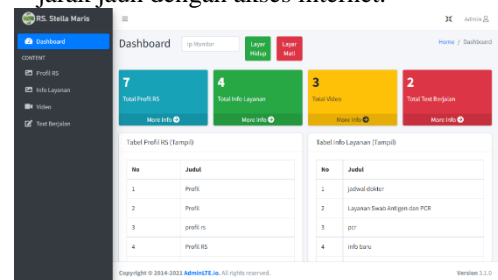 jarak jauh dengan akses internet.
RS. Stella Maris
Admin
Dashboard
CONTENT
Profil RS
Info Layanan
Video
Text Berjalan
Dashboard
Ip Monitor
Layar
Hidup
Layar
Mati
Home / Dashboard
7
Total Profil RS
More Info
4
Total Info Layanan
More Info
3
Total Video
More Info
2
Total Text Berjalan
More Info
Tabel Profil RS (Tampil)
No Judul
1 Profil
2 Profil
3 profil rs
4 Profil RS
Tabel Info Layanan (Tampil)
No Judul
1 jadwal dokter
2 Layanan Swab Antigen dan PCR
3 pcr
4 info baru
Copyright © 2014-2021 AdminLTE.io. All rights reserved.
Version 3.1.0